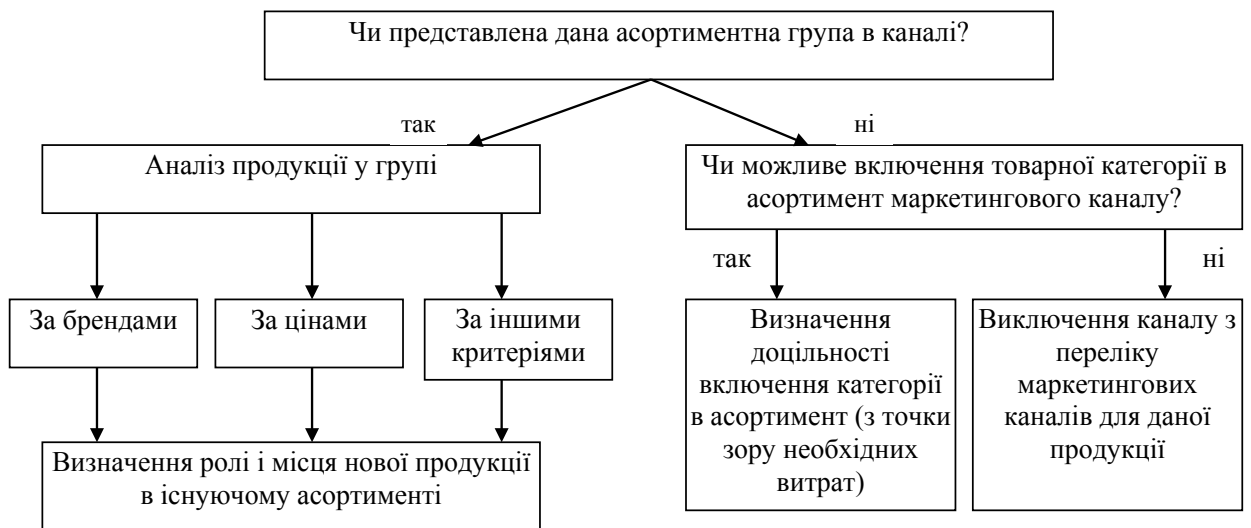 Чи представлена дана асортиментна група в каналі?
так
ні
Аналіз продукції у групі
Чи можливе включення товарної категорії в
асортимент маркетингового каналу?
так
ні
За брендами
За цінами
За іншими
критеріями
Визначення
доцільності
включення категорії
в асортимент (з точки
зору необхідних
витрат)
Виключення каналу з
переліку
маркетингових
каналів для даної
продукції
Визначення ролі і місця нової продукції
в існуючому асортименті